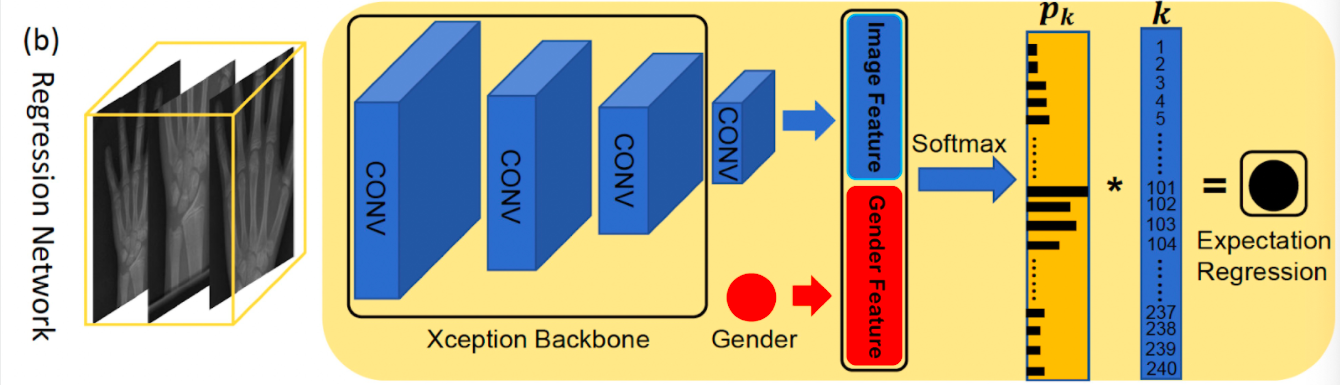 (b) Regression Network
CONV
CONV
CONV
CONV
Xception Backbone
Gender
Image Feature
Gender Feature
Softmax
pₖ
k
1
2
3
4
5
101
102
103
104
237
238
239
240
*
=
Expectation
Regression